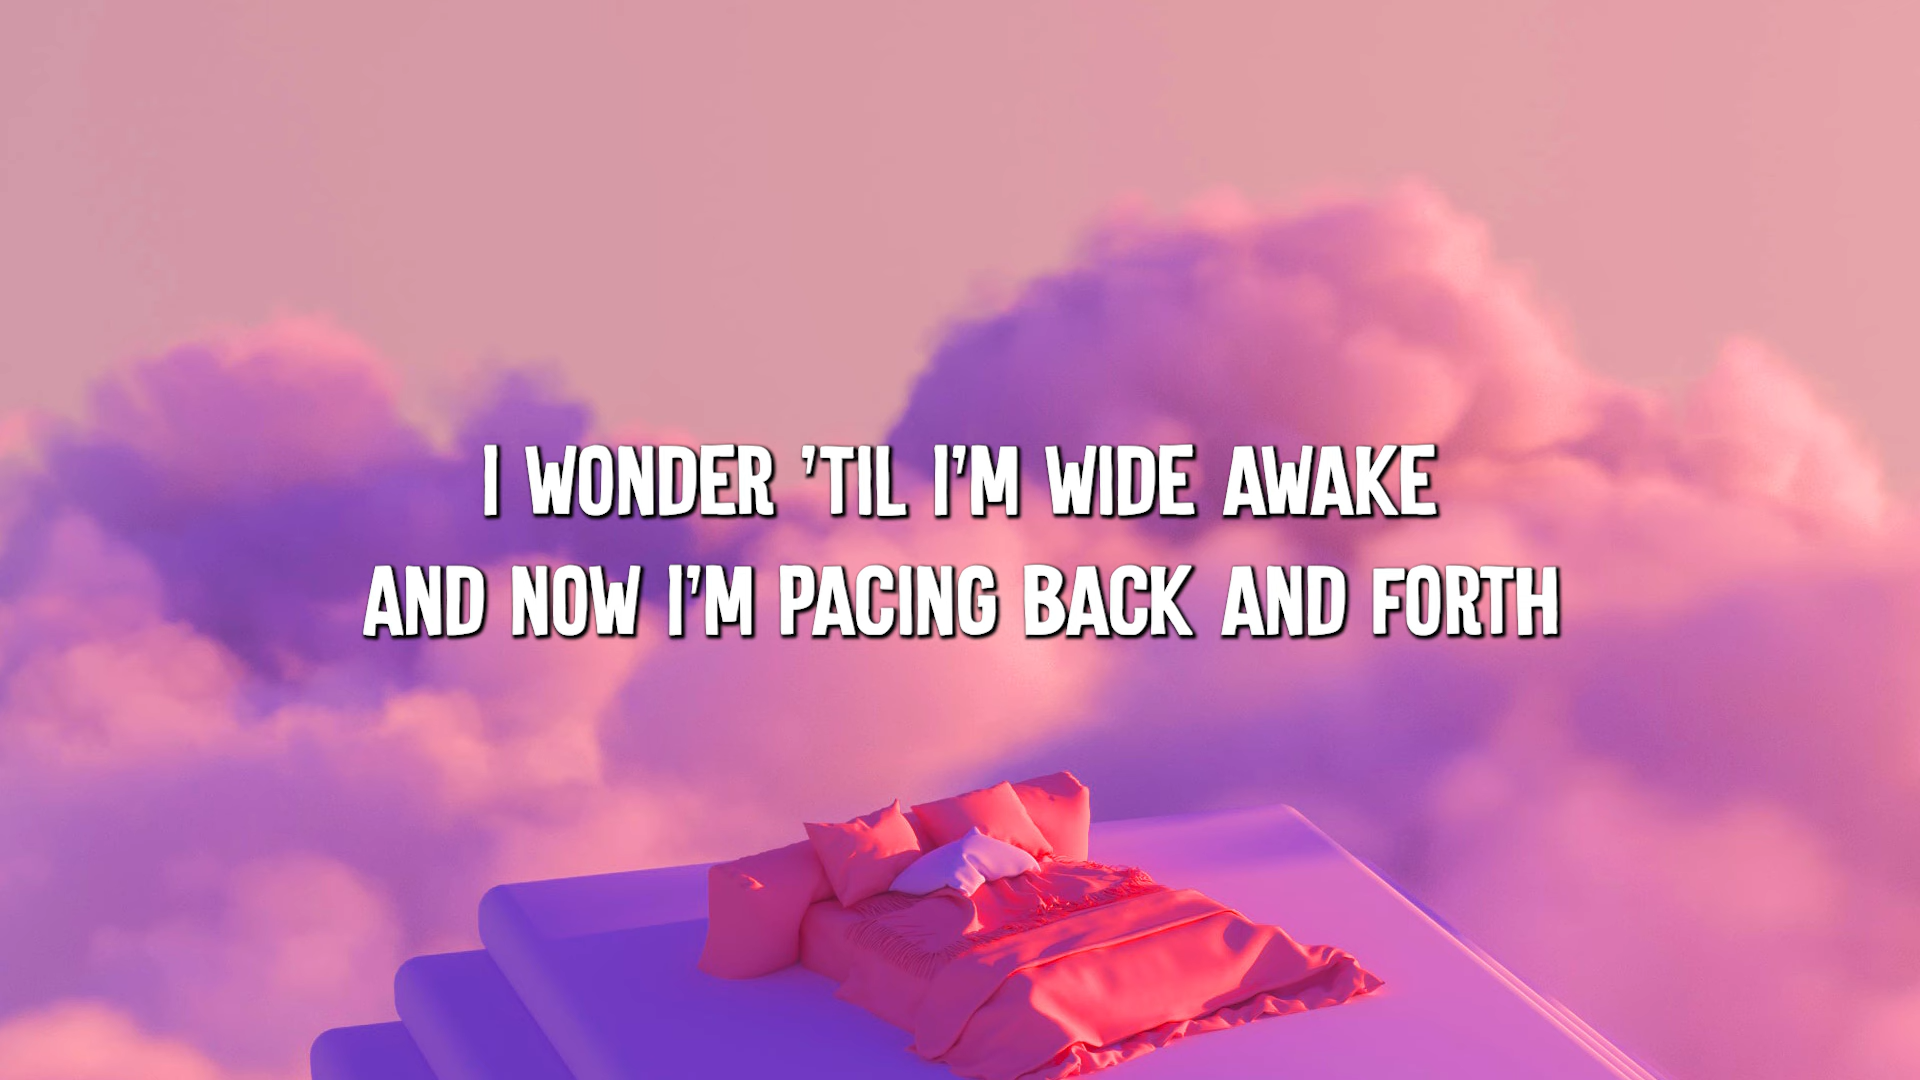 I WONDER ’TIL I’M WIDE AWAKE
AND NOW I’M PACING BACK AND FORTH